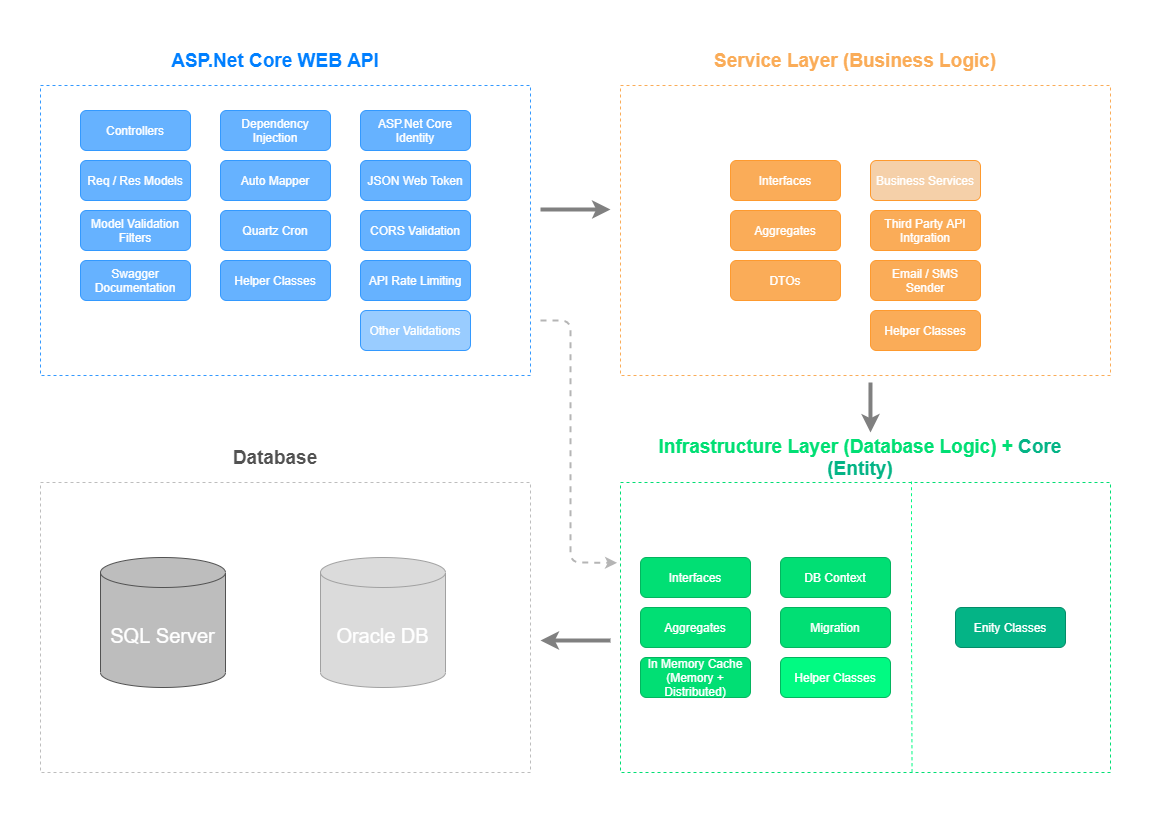 ASP.Net Core WEB API
Controllers
Dependency
Injection
ASP.Net Core
Identity
Req / Res Models
Auto Mapper
JSON Web Token
Model Validation
Filters
Quartz Cron
CORS Validation
Swagger
Documentation
Helper Classes
API Rate Limiting
Other Validations
Service Layer (Business Logic)
Interfaces
Business Services
Aggregates
Third Party API
Intgration
DTOs
Email / SMS
Sender
Helper Classes
Database
SQL Server
Oracle DB
Infrastructure Layer (Database Logic) + Core
(Entity)
Interfaces
DB Context
Aggregates
Migration
In Memory Cache
(Memory +
Distributed)
Helper Classes
Enity Classes